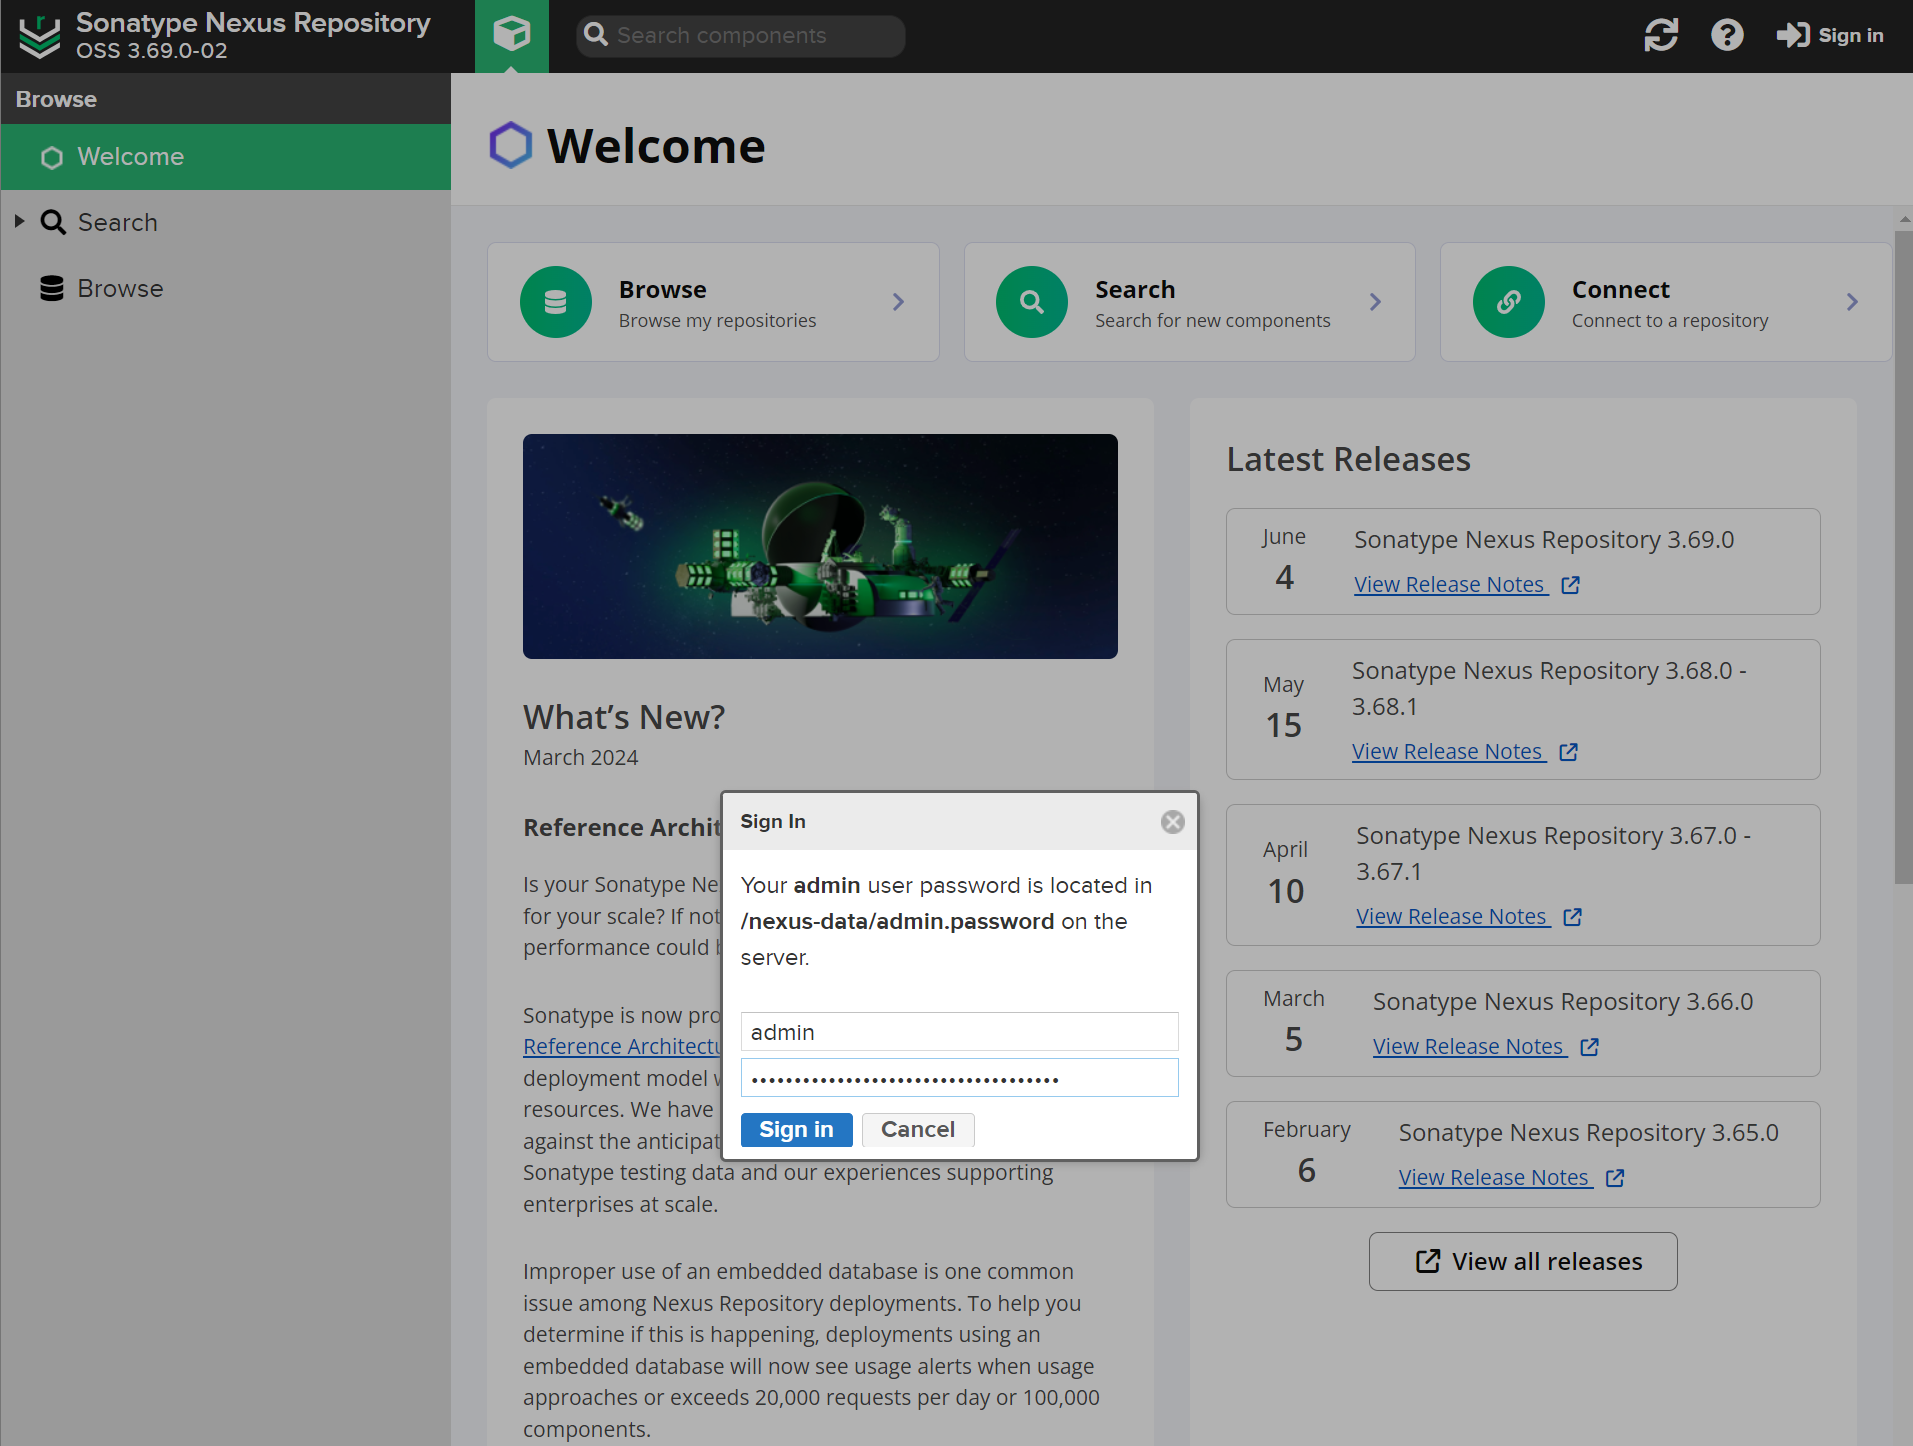 Sonatype Nexus Repository
OSS 3.69.0-02
Search components
Sign in
Browse
Welcome
Search
Browse
Welcome
Browse
Browse my repositories
Search
Search for new components
Connect
Connect to a repository
What's New?
March 2024
Reference Archit
Is your Sonatype Ne
for your scale? If not
performance could b
Sonatype is now pro
Reference Architectu
deployment model w
resources. We have
against the anticipat
Sonatype testing data and our experiences supporting
enterprises at scale.
Improper use of an embedded database is one common
issue among Nexus Repository deployments. To help you
determine if this is happening, deployments using an
embedded database will now see usage alerts when usage
approaches or exceeds 20,000 requests per day or 100,000
components.
Sign In
Your admin user password is located in
/nexus-data/admin.password on the
server.
admin
••••••••••••••••••••••••••••••••••••
Sign in
Cancel
Latest Releases
June
4
Sonatype Nexus Repository 3.69.0
View Release Notes
May
15
Sonatype Nexus Repository 3.68.0 -
3.68.1
View Release Notes
April
10
Sonatype Nexus Repository 3.67.0 -
3.67.1
View Release Notes
March
5
Sonatype Nexus Repository 3.66.0
View Release Notes
February
6
Sonatype Nexus Repository 3.65.0
View Release Notes
View all releases